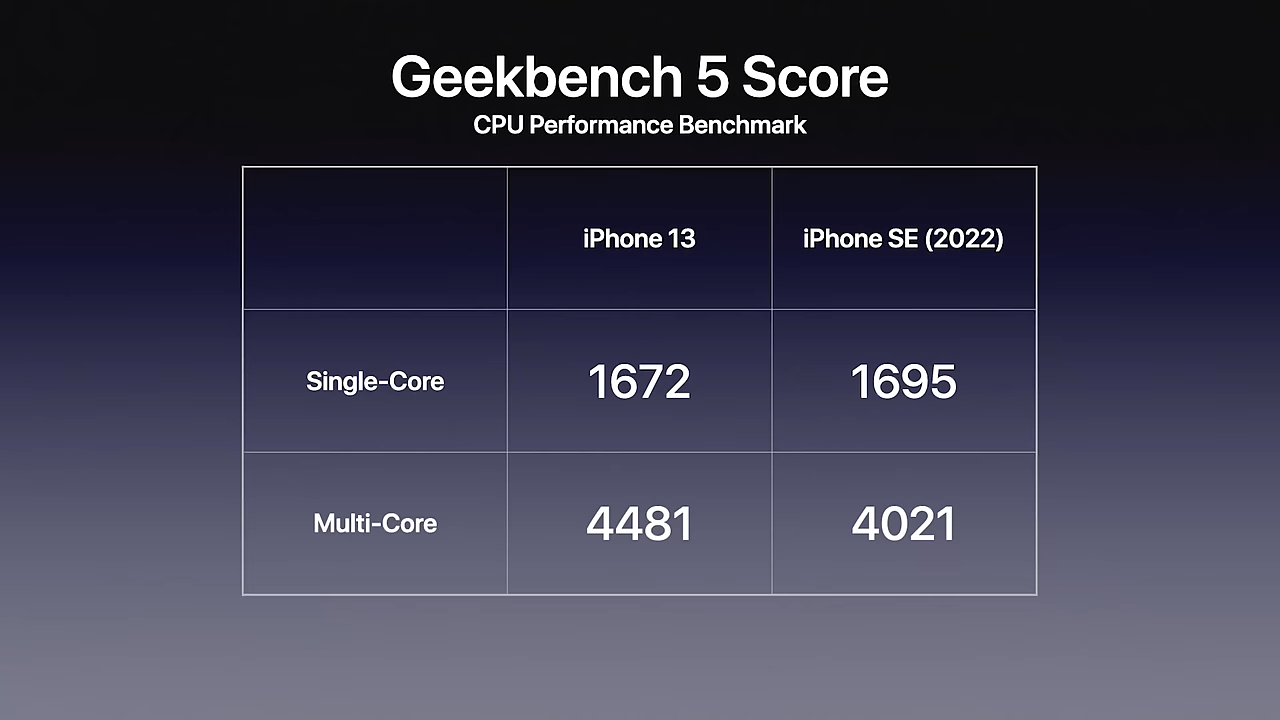 Geekbench 5 Score
CPU Performance Benchmark
iPhone 13 iPhone SE (2022)
Single-Core 1672 1695
Multi-Core 4481 4021